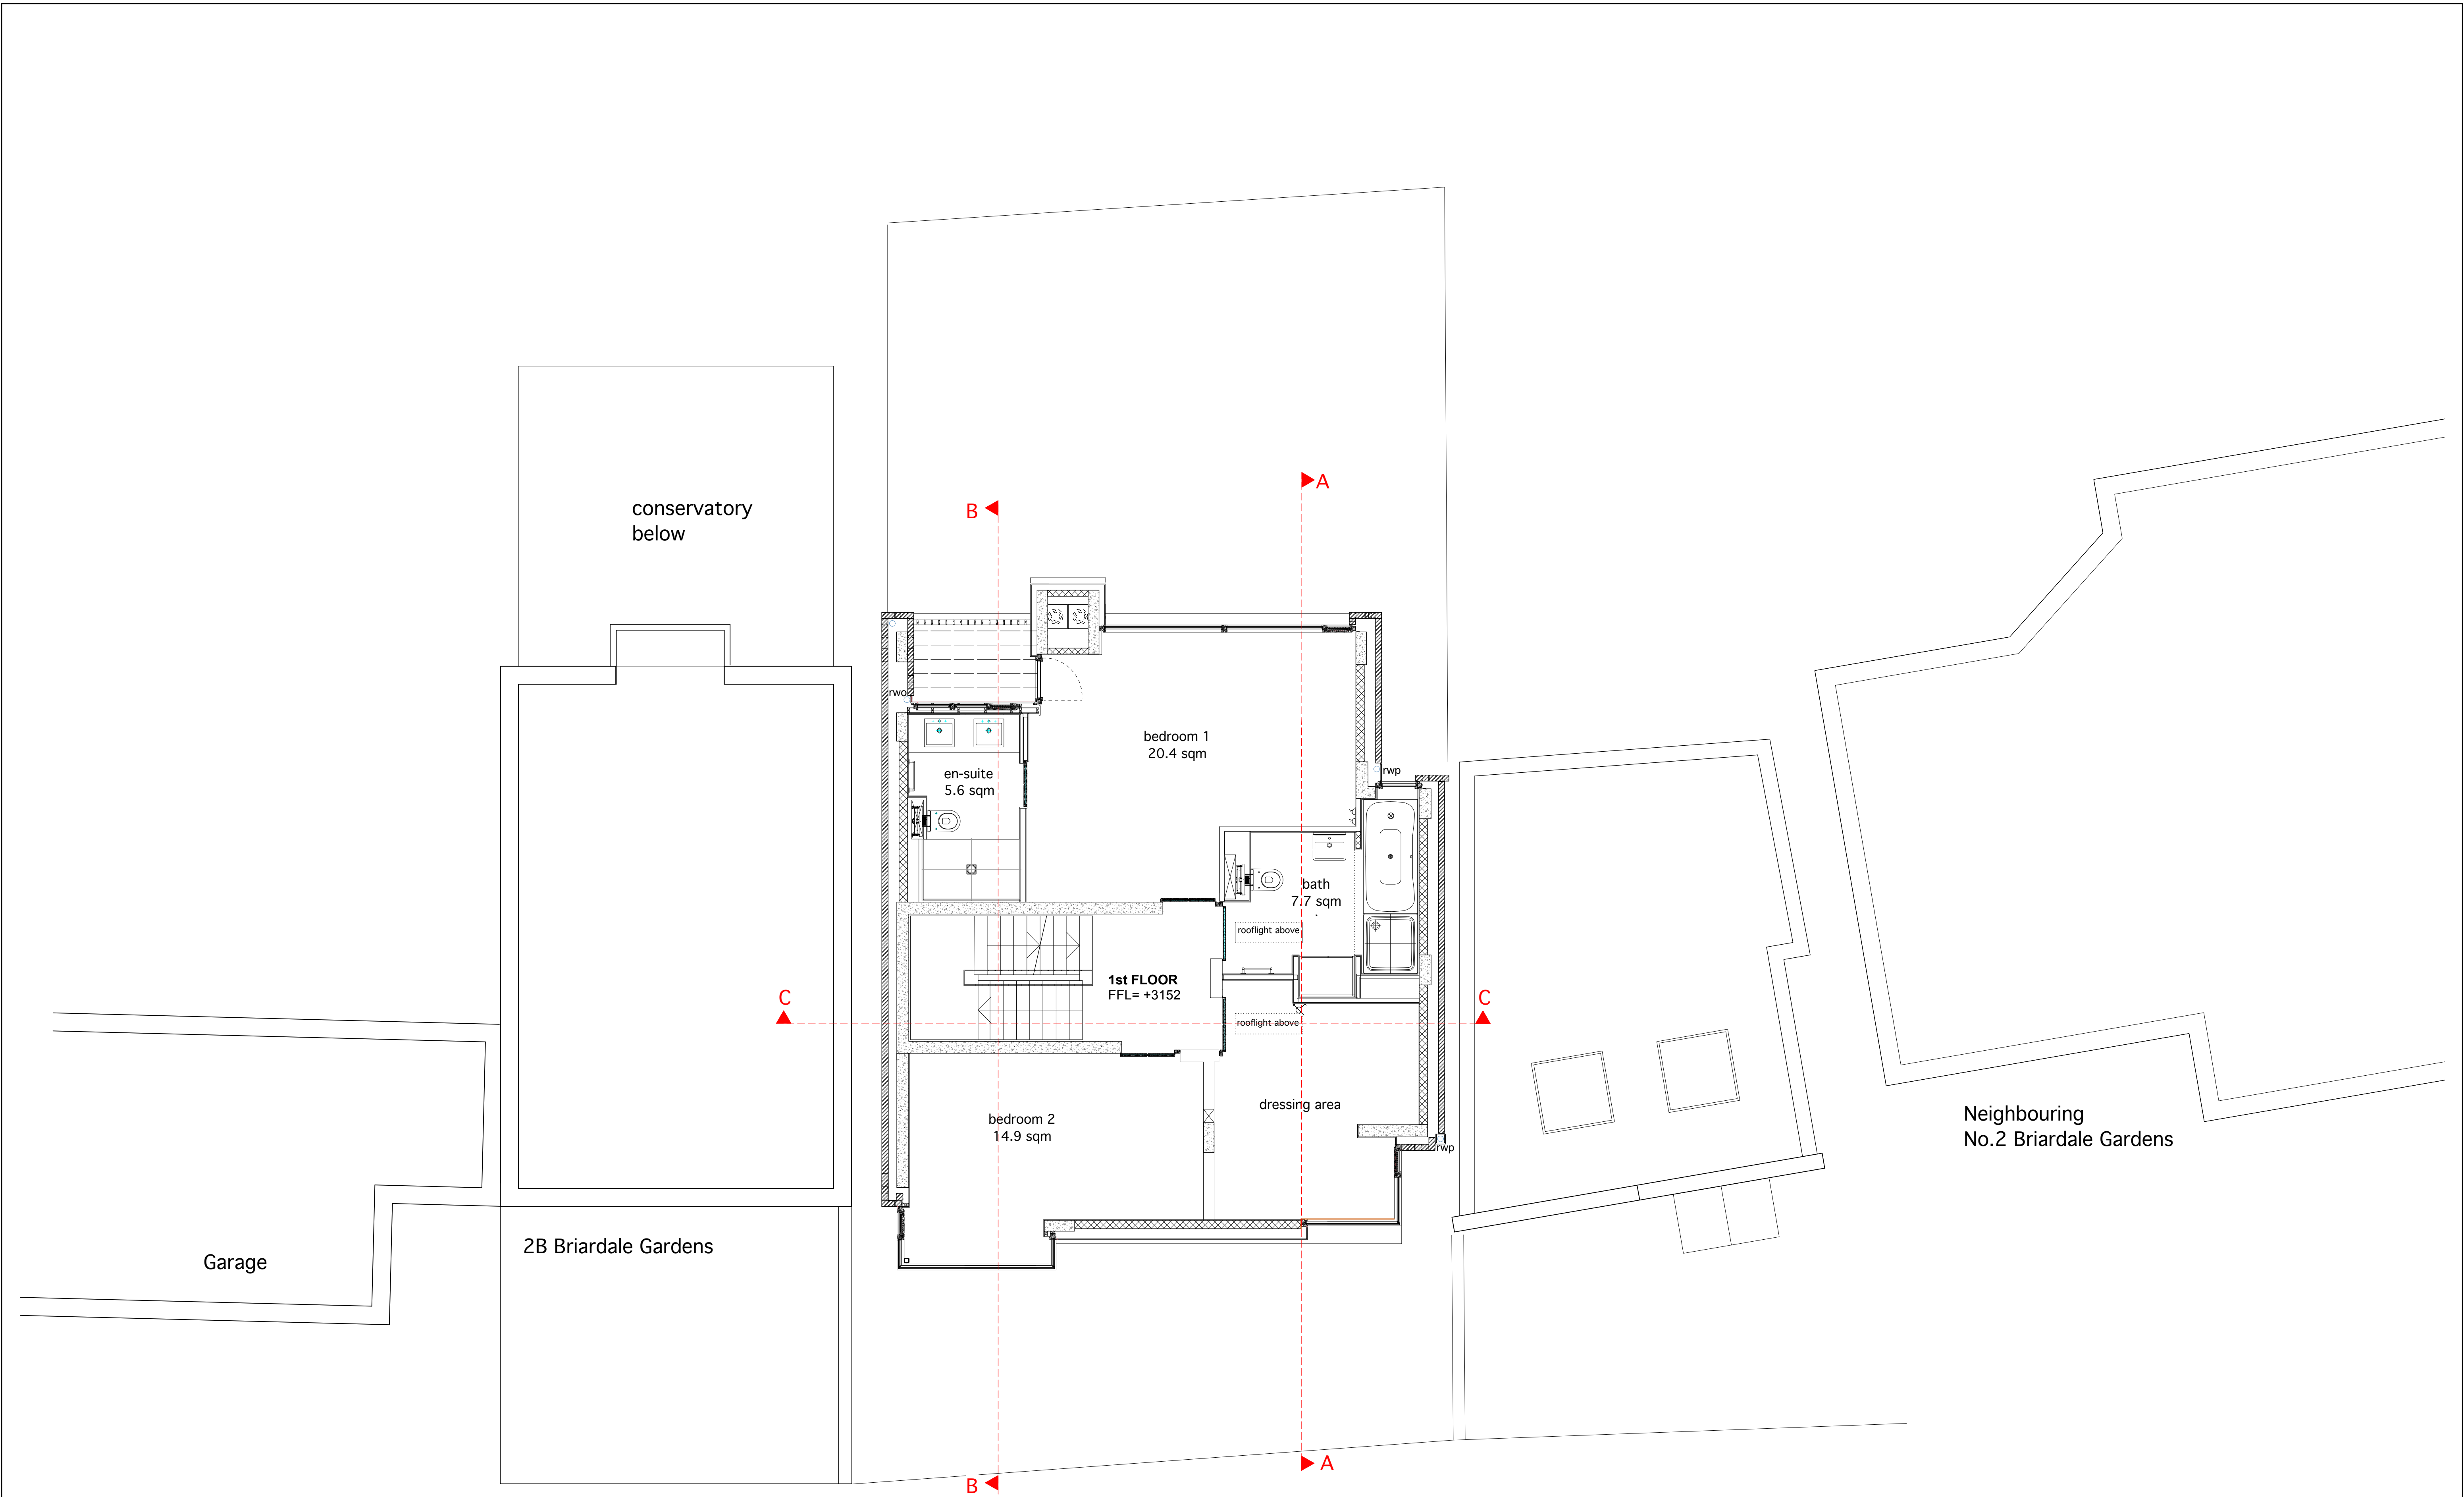 A
B
conservatory
below
rwo
bedroom 1
20.4 sqm
en-suite
5.6 sqm
rwp
bath
7.7 sqm
rooflight above
1st FLOOR
FFL= +3152
C
C
rooflight above
dressing area
bedroom 2
14.9 sqm
Neighbouring
No.2 Briardale Gardens
rwp
2B Briardale Gardens
Garage
A
B